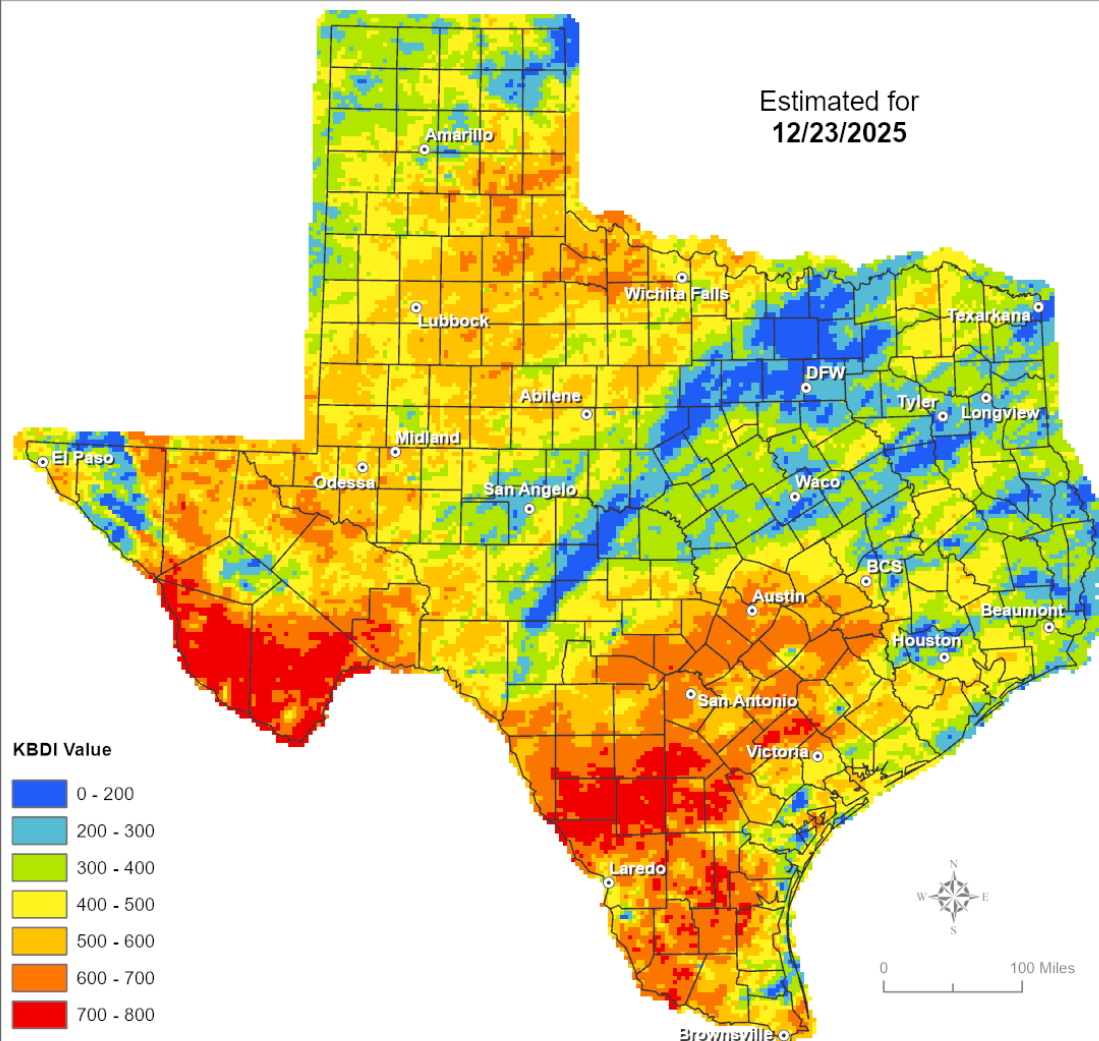 Estimated for
12/23/2025
Amarillo
Wichita Falls
Lubbock
Texarkana
DFW
Abilene
Tyler
Longview
Midland
El Paso
Odessa
San Angelo
Waco
BCS
Austin
Beaumont
Houston
San Antonio
Victoria
Laredo
Brownsville
KBDI Value
0 - 200
200 - 300
300 - 400
400 - 500
500 - 600
600 - 700
700 - 800
N
W
E
S
0
100 Miles